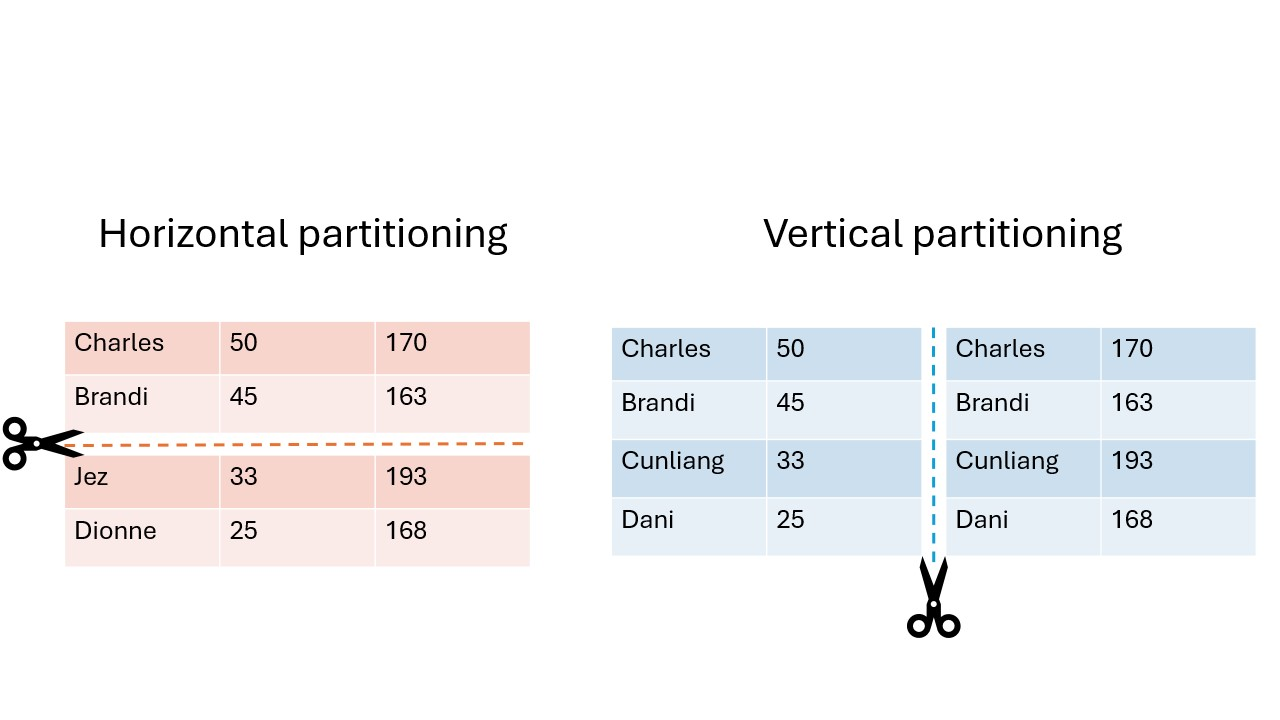 Horizontal partitioning
Vertical partitioning
Charles 50 170
Brandi 45 163
Jez 33 193
Dionne 25 168
Charles 50 Charles 170
Brandi 45 Brandi 163
Cunliang 33 Cunliang 193
Dani 25 Dani 168